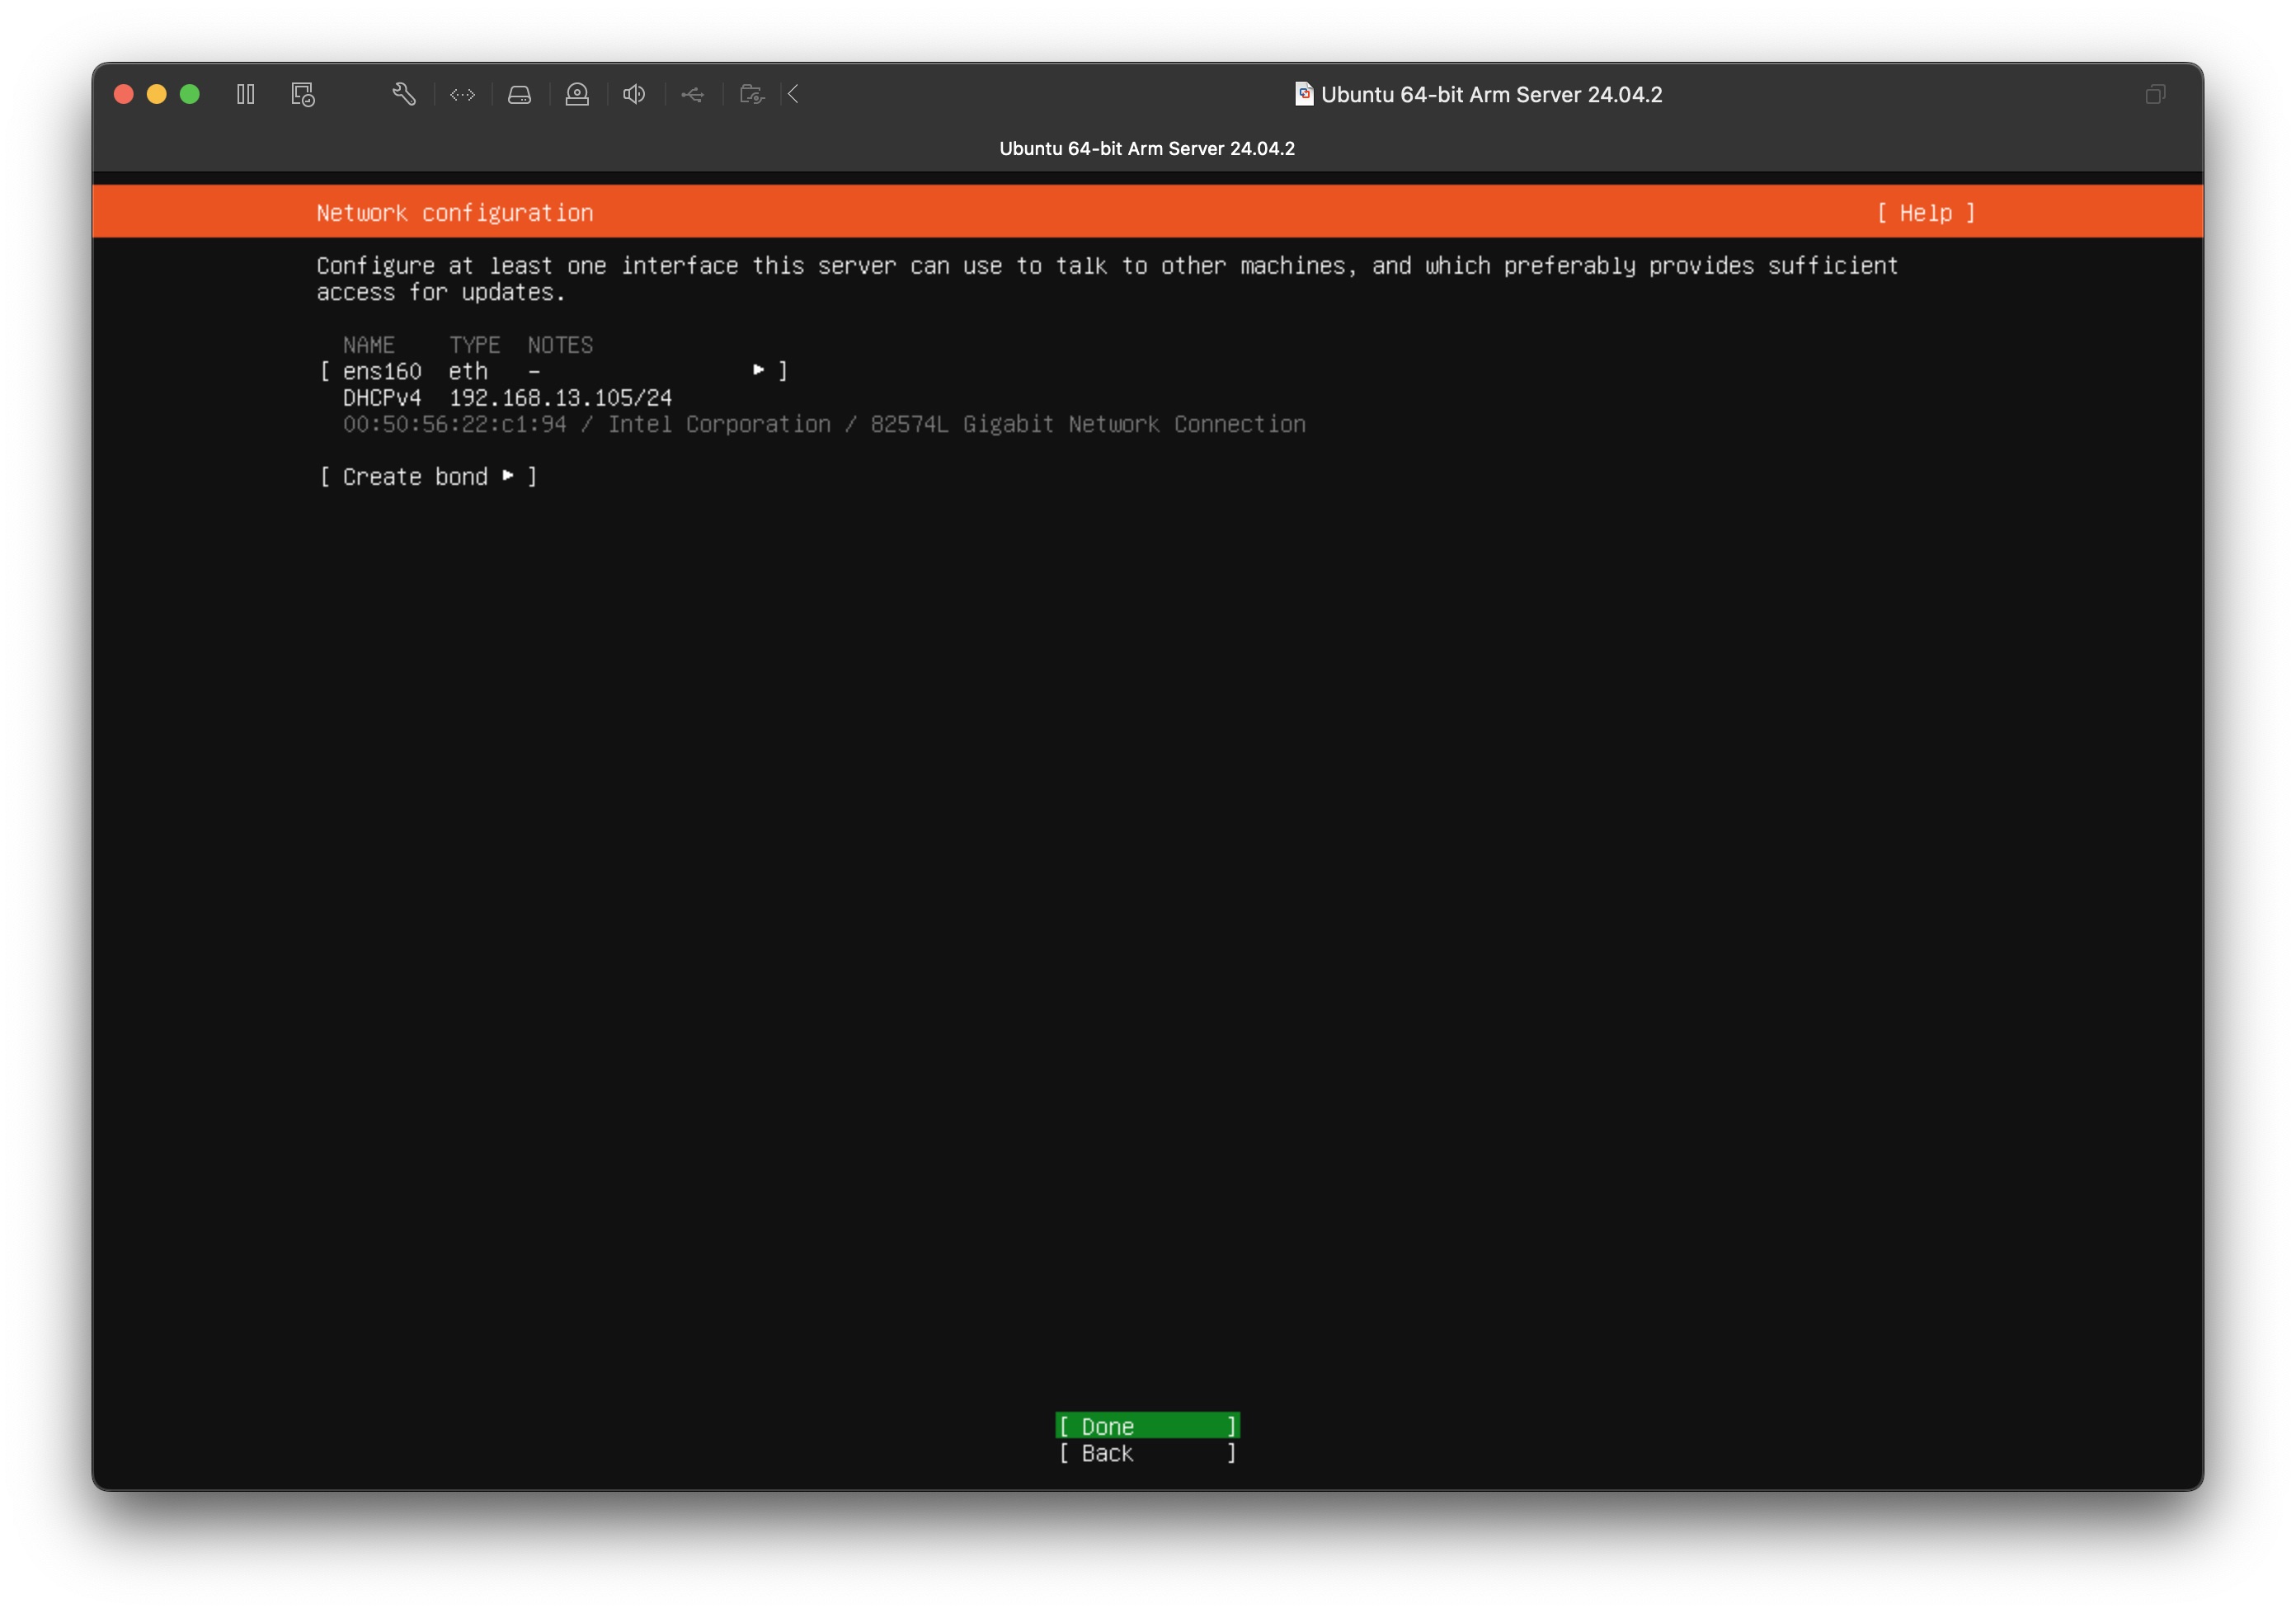 Ubuntu 64-bit Arm Server 24.04.2
Ubuntu 64-bit Arm Server 24.04.2
Network configuration [ Help ]
Configure at least one interface this server can use to talk to other machines, and which preferably provides sufficient
access for updates.
NAME TYPE NOTES
[ ens160 eth – ▸ ]
DHCPv4 192.168.13.105/24
00:50:56:22:c1:94 / Intel Corporation / 82574L Gigabit Network Connection
[ Create bond ▸ ]
[ Done ]
[ Back ]